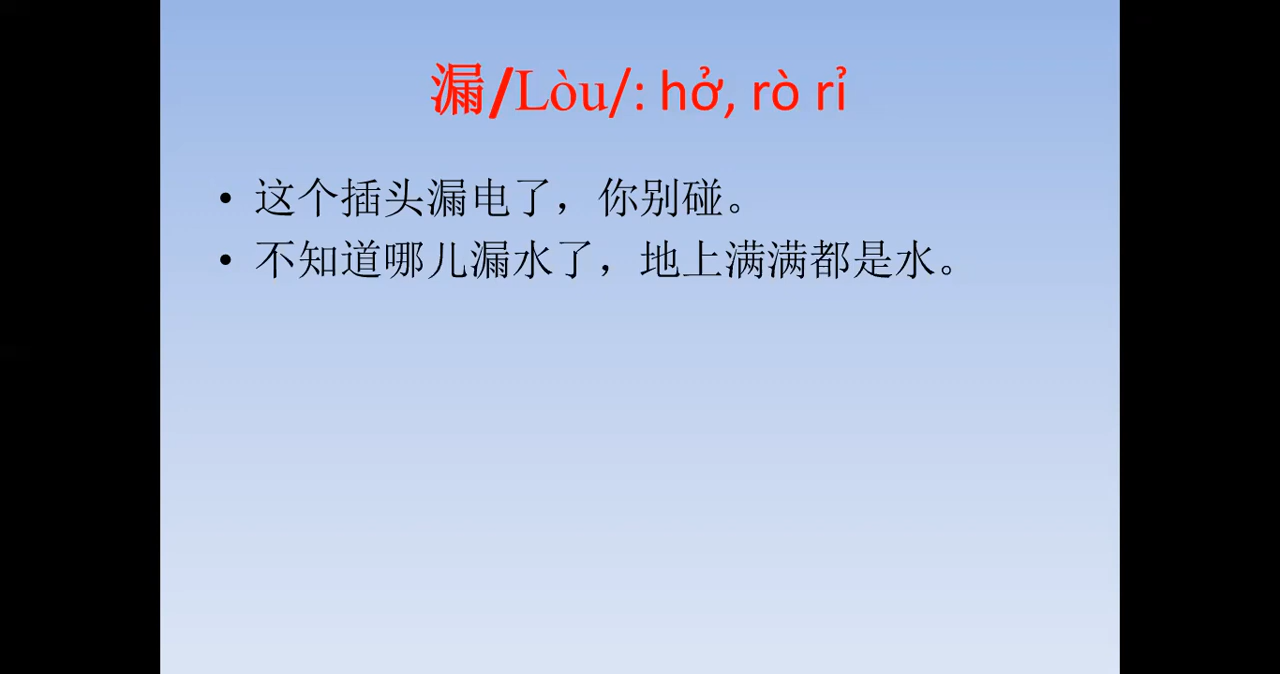 漏/Lòu/: hở, rò rỉ
• 这个插头漏电了，你别碰。
• 不知道哪儿漏水了，地上满满都是水。